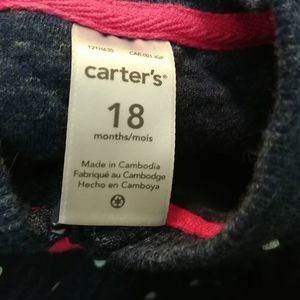 carter's®
18
months/mois
Made in Cambodia
Fabriqué au Cambodge
Hecho en Camboya